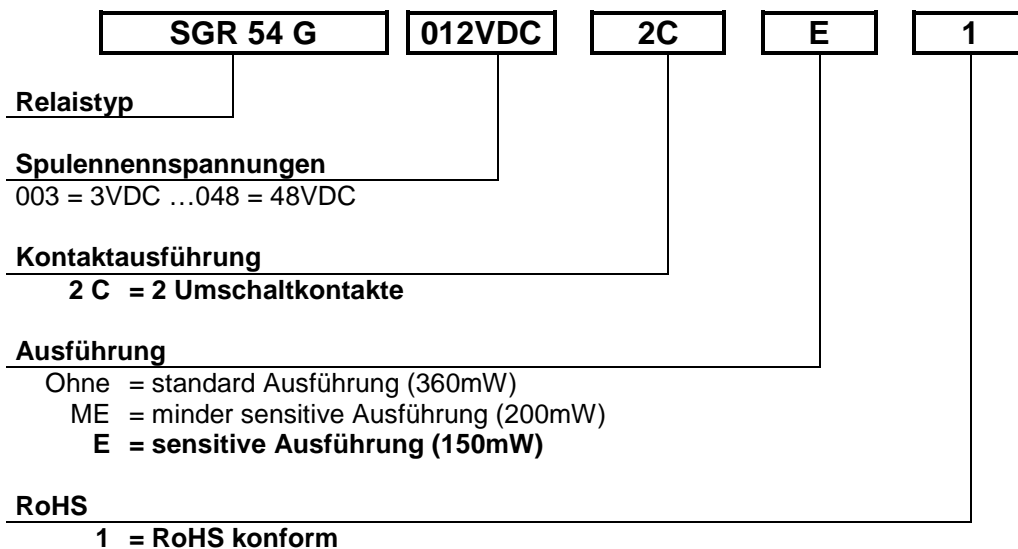 SGR 54 G 012VDC 2C E 1
Relaistyp
Spulennennspannungen
003 = 3VDC …048 = 48VDC
Kontaktausführung
2 C = 2 Umschaltkontakte
Ausführung
Ohne = standard Ausführung (360mW)
ME = minder sensitive Ausführung (200mW)
E = sensitive Ausführung (150mW)
RoHS
1 = RoHS konform